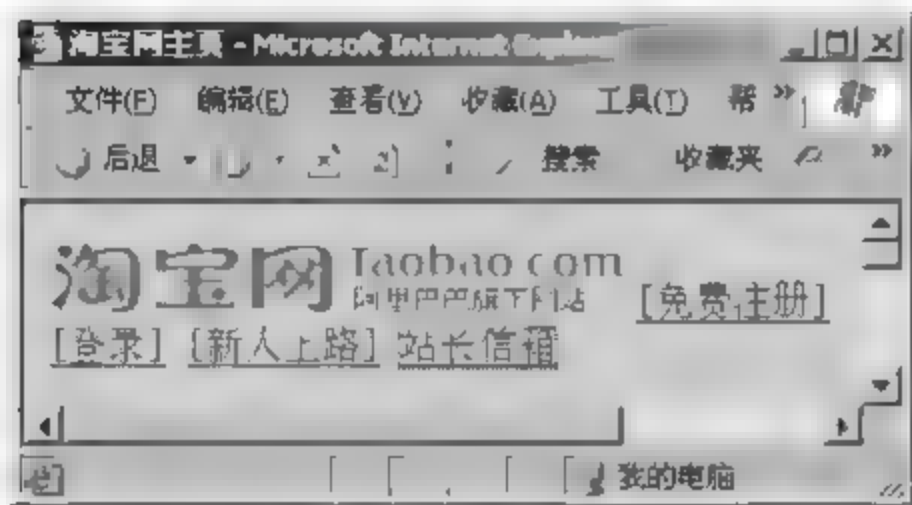 淘宝网主页 - Microsoft Internet Explorer
文件(F) 编辑(E) 查看(V) 收藏(A) 工具(T) 帮 »
后退 搜索 收藏夹 »
淘宝网 Taobao.com
阿里巴巴旗下网站
[免费注册]
[登录] [新人上路] 站长信箱
我的电脑